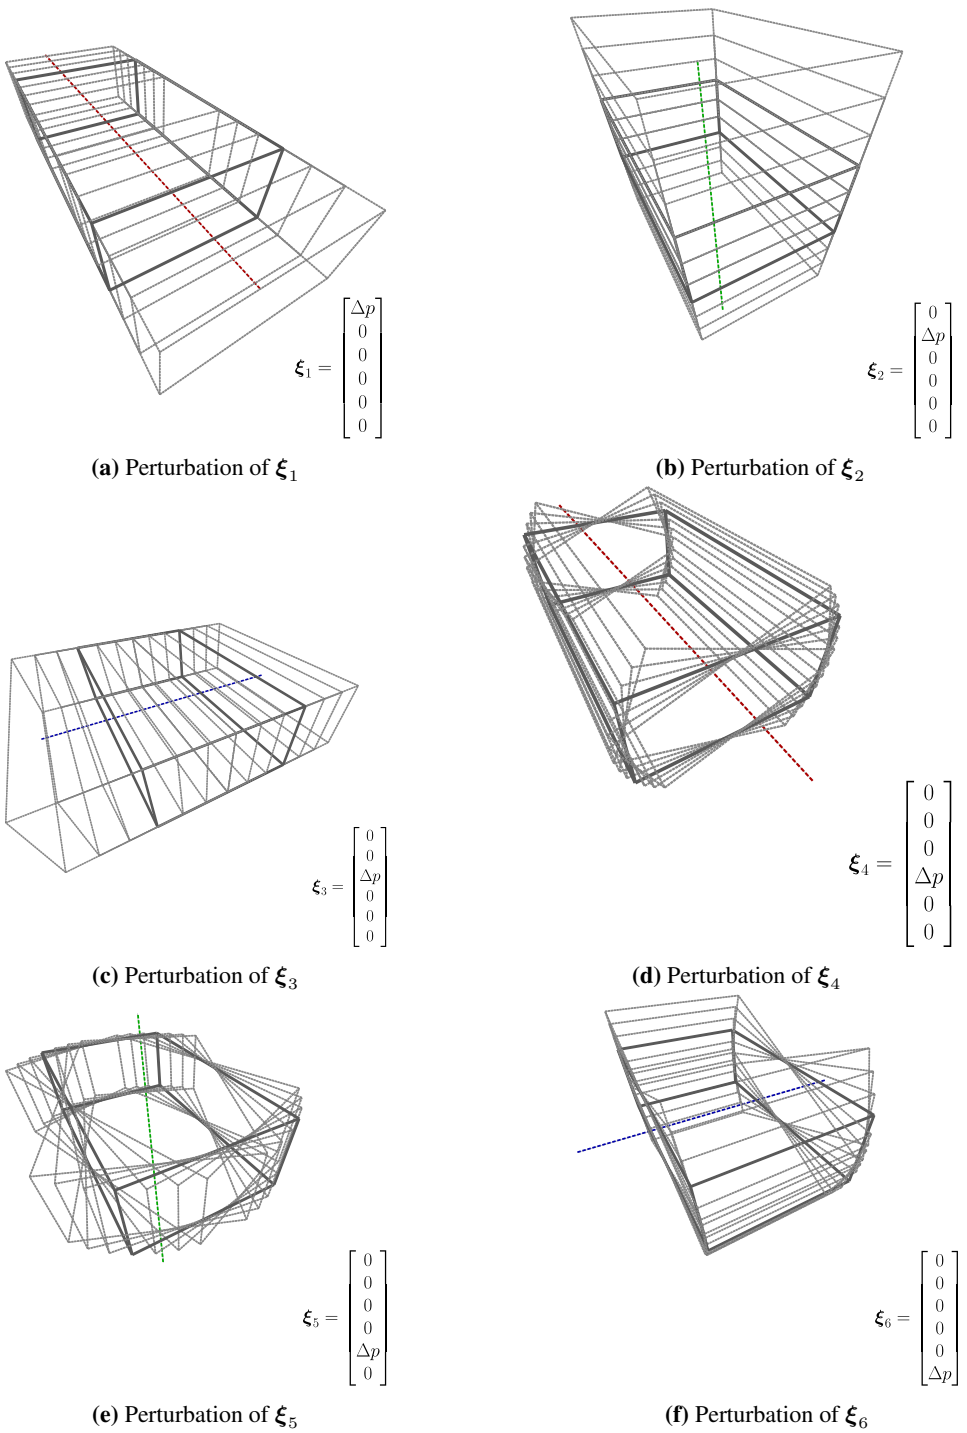 ξ₁ = [Δp 0 0 0 0 0]
ξ₂ = [0 Δp 0 0 0 0]
(a) Perturbation of ξ₁
(b) Perturbation of ξ₂
ξ₃ = [0 0 Δp 0 0 0]
ξ₄ = [0 0 0 Δp 0 0]
(c) Perturbation of ξ₃
(d) Perturbation of ξ₄
ξ₅ = [0 0 0 0 Δp 0]
ξ₆ = [0 0 0 0 0 Δp]
(e) Perturbation of ξ₅
(f) Perturbation of ξ₆